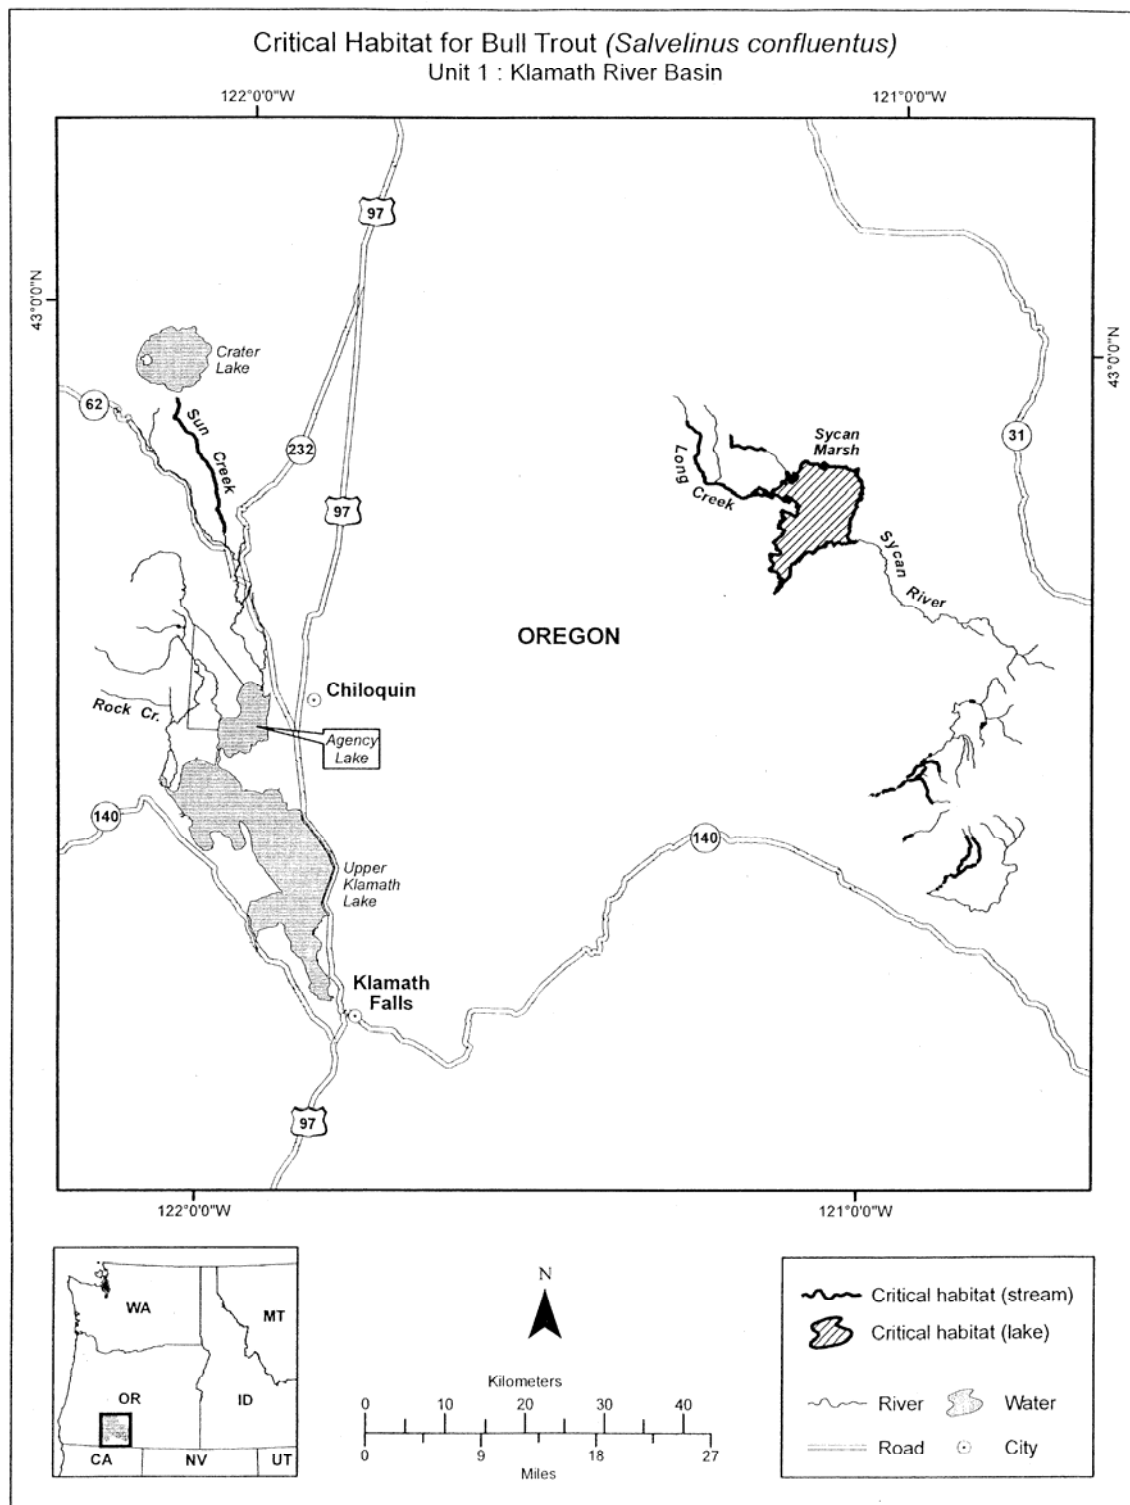 Critical Habitat for Bull Trout (Salvelinus confluentus)
Unit 1 : Klamath River Basin
122°0'0"W
121°0'0"W
97
43°0'0"N
43°0'0"N
Crater
Lake
62
Sun
Creek
232
97
31
Sycan
Marsh
Long
Creek
Sycan
River
OREGON
Chiloquin
Rock Cr.
Agency
Lake
140
140
Upper
Klamath
Lake
Klamath
Falls
97
122°0'0"W
121°0'0"W
WA
MT
OR
ID
CA
NV
UT
N
Kilometers
0 10 20 30 40
0 9 18 27
Miles
Critical habitat (stream)
Critical habitat (lake)
River
Water
Road
City